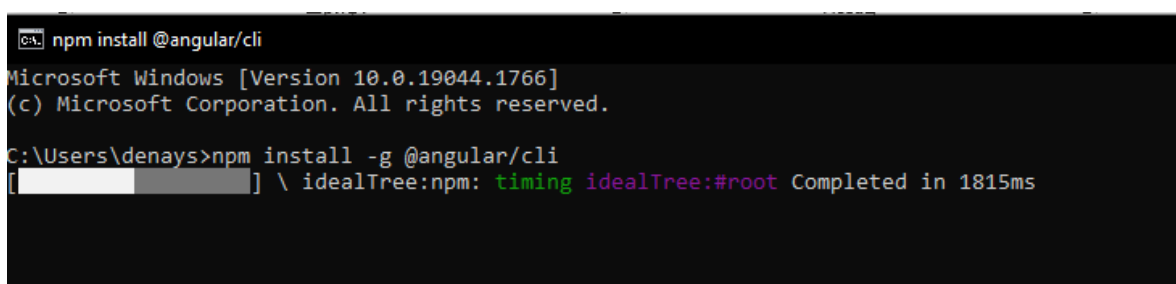 npm install @angular/cli
Microsoft Windows [Version 10.0.19044.1766]
(c) Microsoft Corporation. All rights reserved.
C:\Users\denays>npm install -g @angular/cli
[ ] \ idealTree:npm: timing idealTree:#root Completed in 1815ms